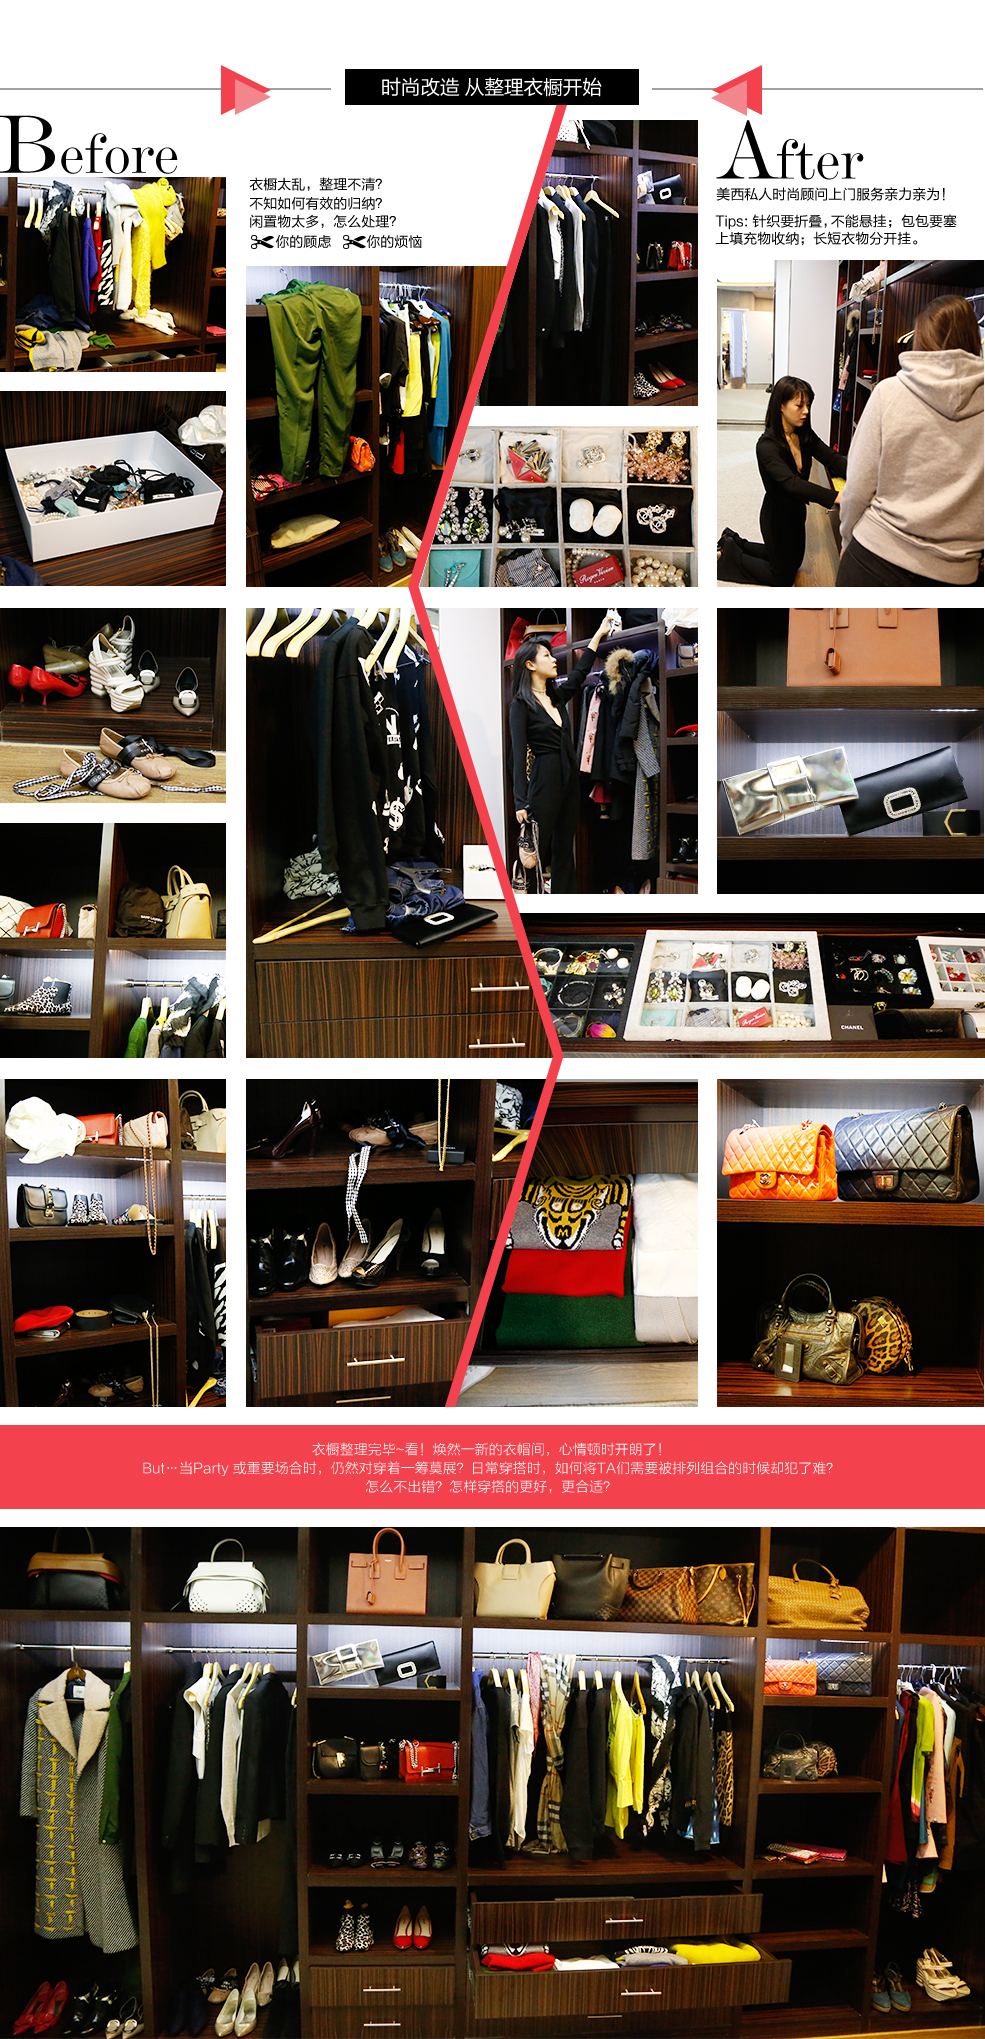 时尚改造 从整理衣橱开始
Before
衣橱太乱，整理不清？
不知如何有效的归纳？
闲置物太多，怎么处理？
你的顾虑 你的烦恼
After
美西私人时尚顾问上门服务亲力亲为！
Tips: 针织要折叠，不能悬挂；包包要塞
上填充物收纳；长短衣物分开挂。
Roger Vivier
CHANEL
衣橱整理完毕~看！焕然一新的衣帽间，心情顿时开朗了！
But…当Party 或重要场合时，仍然对穿着一筹莫展？日常穿搭时，如何将TA们需要被排列组合的时候却犯了难？
怎么不出错？怎样穿搭的更好，更合适？